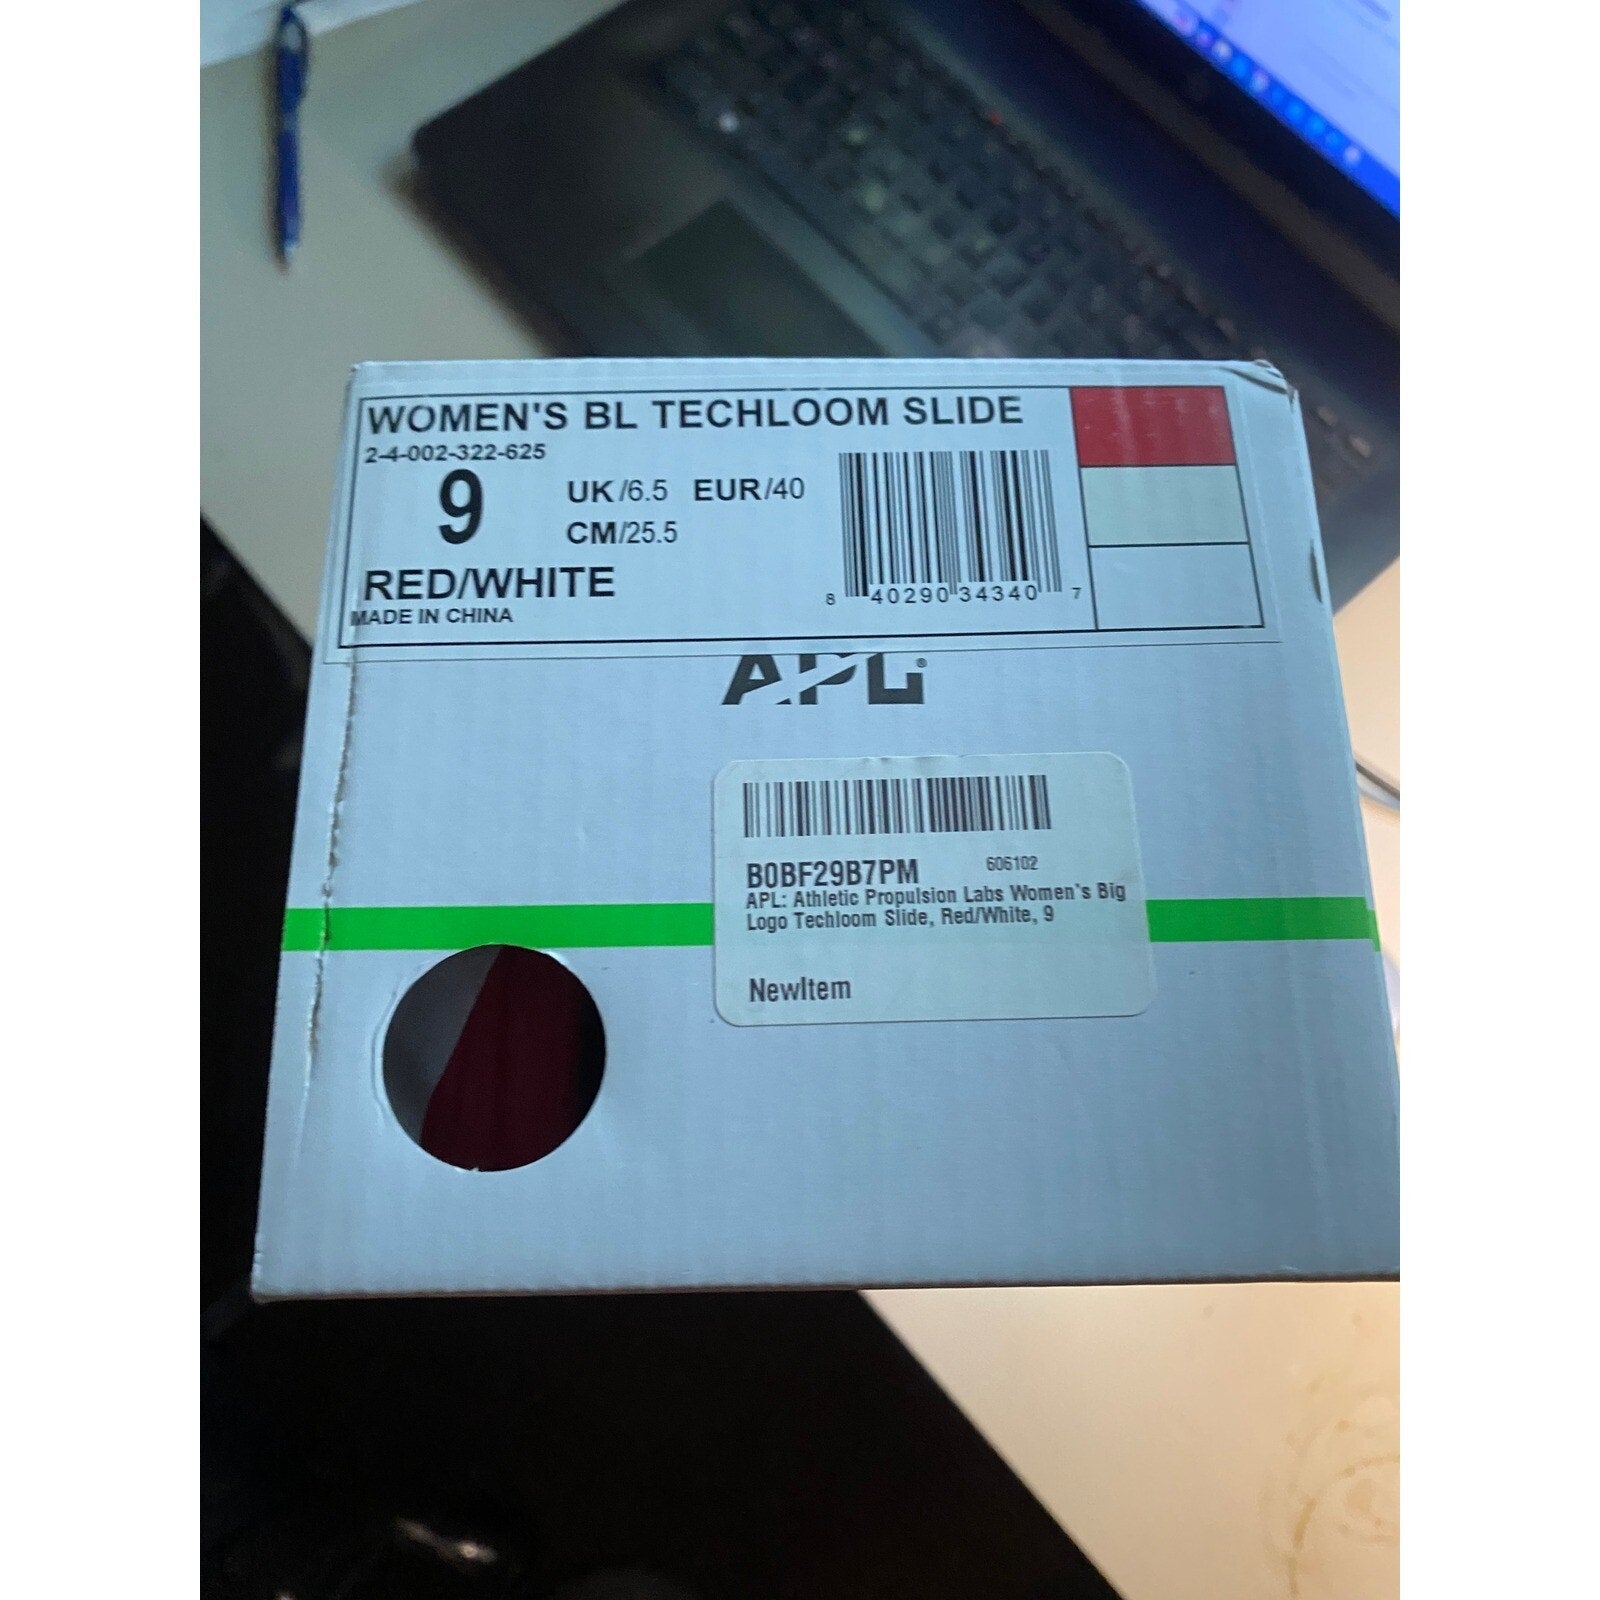 WOMEN'S BL TECHLOOM SLIDE
2-4-002-322-625
9
UK/6.5 EUR/40
CM/25.5
RED/WHITE
MADE IN CHINA
8 40290 34340 7
APL®
B0BF29B7PM 606102
APL: Athletic Propulsion Labs Women's Big
Logo Techloom Slide, Red/White, 9
NewItem